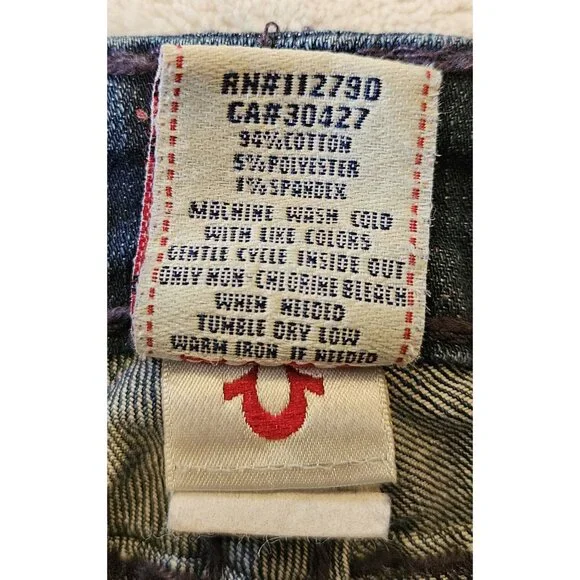 RN#112790
CA#30427
94%COTTON
5%POLYESTER
1%SPANDEX
MACHINE WASH COLD
WITH LIKE COLORS
GENTLE CYCLE INSIDE OUT
ONLY NON-CHLORINE BLEACH
WHEN NEEDED
TUMBLE DRY LOW
WARM IRON IF NEEDED